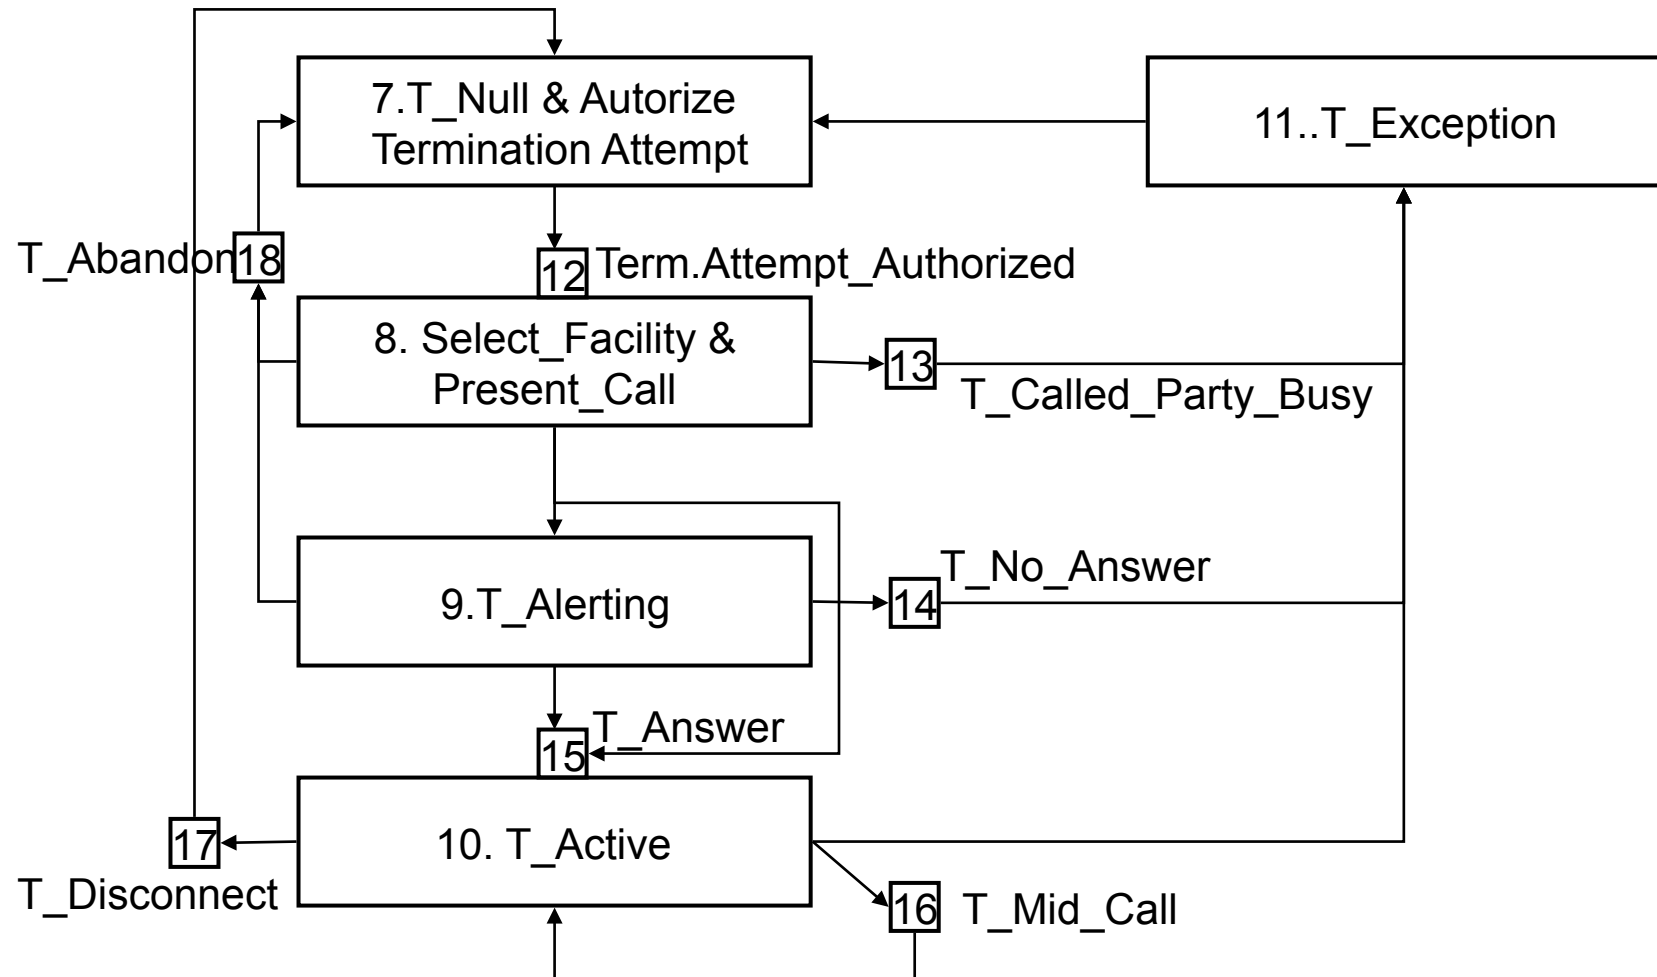 7.T_Null & Autorize
Termination Attempt
11..T_Exception
T_Abandon
18
12
Term.Attempt_Authorized
8. Select_Facility &
Present_Call
13
T_Called_Party_Busy
T_No_Answer
9.T_Alerting
14
T_Answer
15
10. T_Active
17
T_Disconnect
16
T_Mid_Call